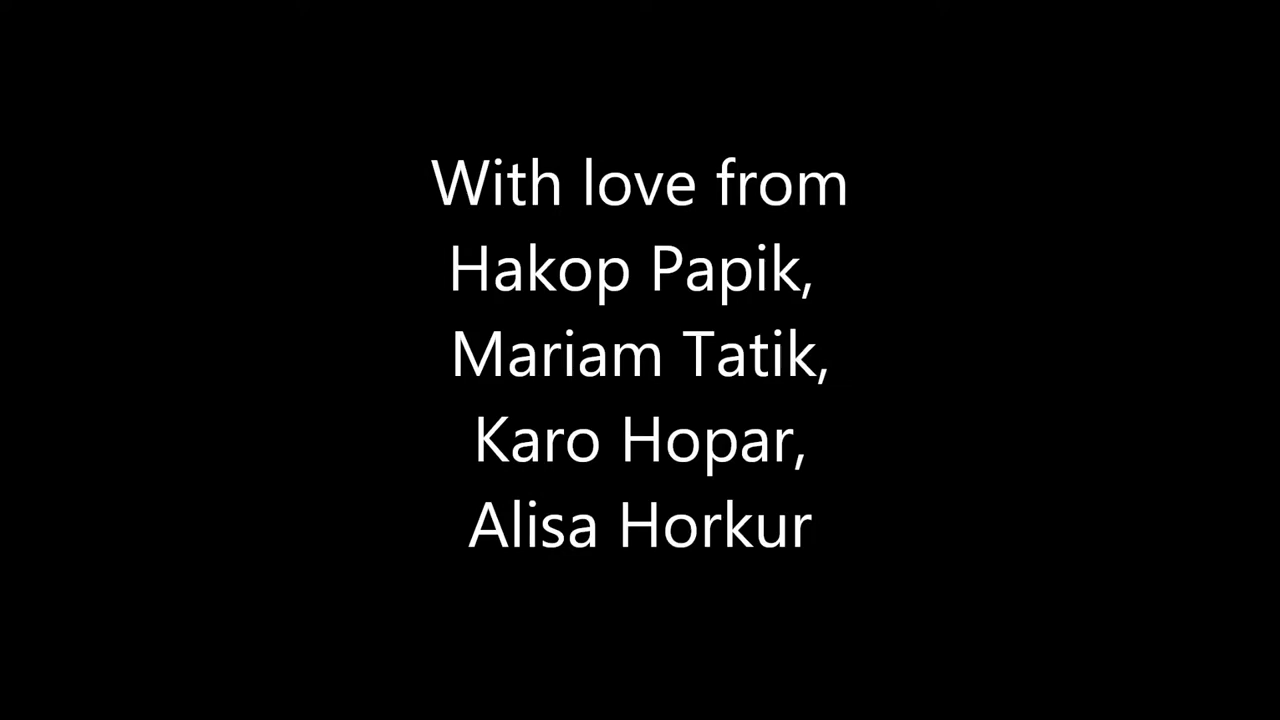 With love from
Hakop Papik,
Mariam Tatik,
Karo Hopar,
Alisa Horkur